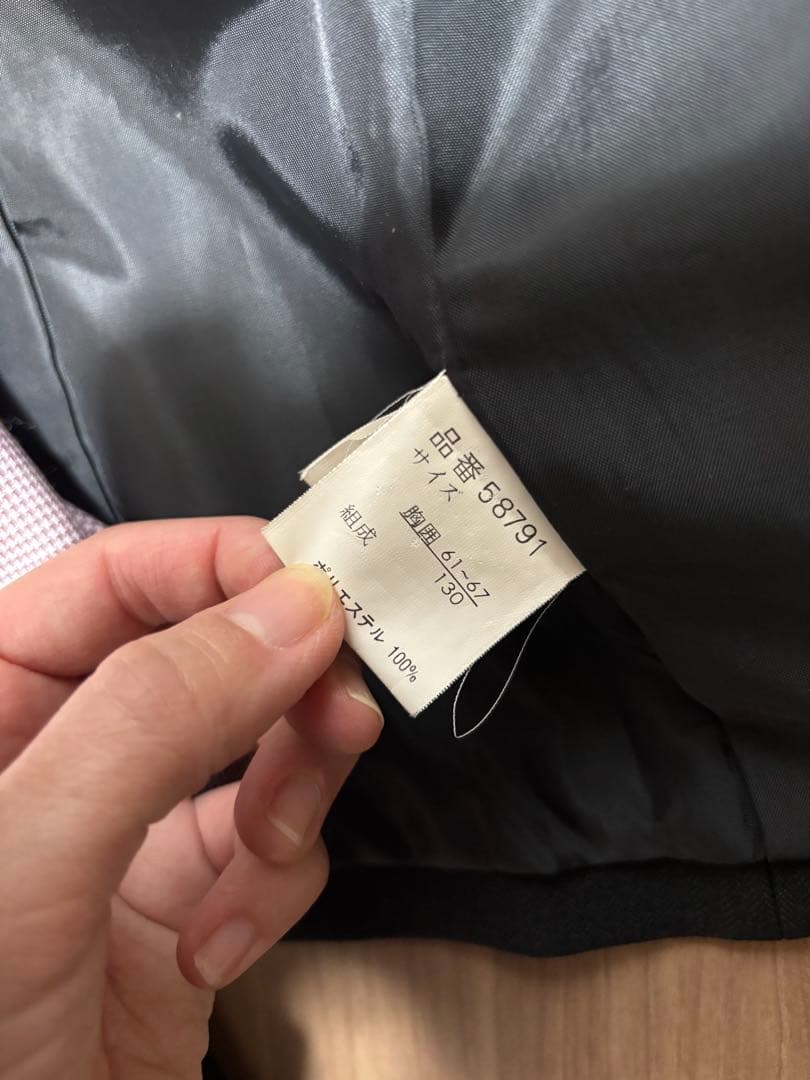 品番 58791
サイズ
胸囲 61~67
130
組成
ポリエステル 100%